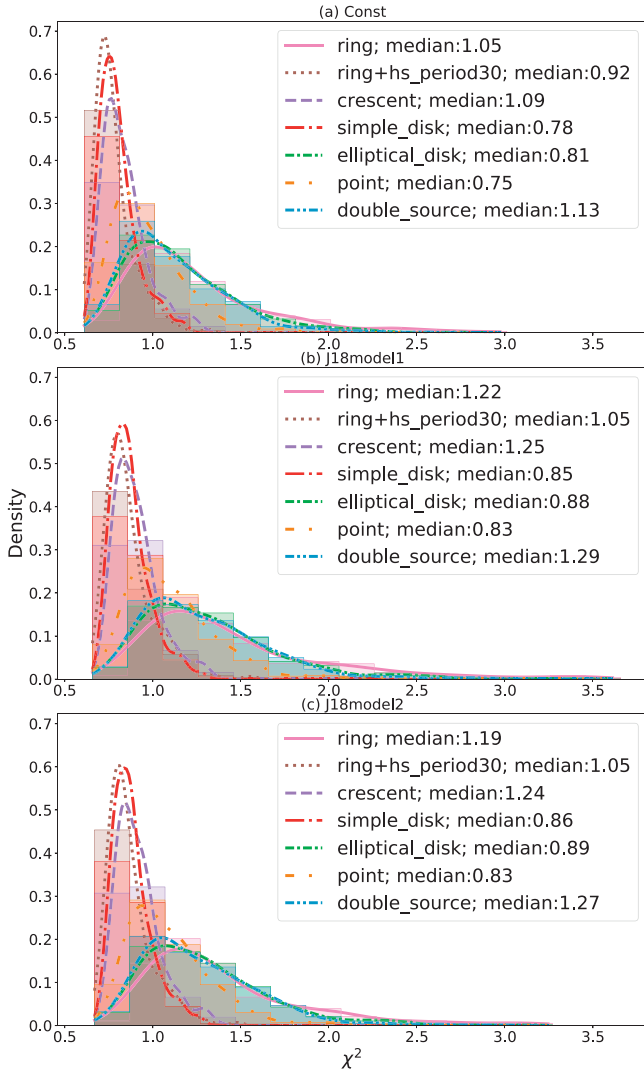 (a) Const
0.7
0.6
0.5
0.4
0.3
0.2
0.1
0.0
ring; median:1.05
ring+hs_period30; median:0.92
crescent; median:1.09
simple_disk; median:0.78
elliptical_disk; median:0.81
point; median:0.75
double_source; median:1.13
0.5 1.0 1.5 2.0 2.5 3.0 3.5
(b) J18model1
0.7
0.6
0.5
0.4
0.3
0.2
0.1
0.0
Density
ring; median:1.22
ring+hs_period30; median:1.05
crescent; median:1.25
simple_disk; median:0.85
elliptical_disk; median:0.88
point; median:0.83
double_source; median:1.29
0.5 1.0 1.5 2.0 2.5 3.0 3.5
(c) J18model2
0.7
0.6
0.5
0.4
0.3
0.2
0.1
0.0
ring; median:1.19
ring+hs_period30; median:1.05
crescent; median:1.24
simple_disk; median:0.86
elliptical_disk; median:0.89
point; median:0.83
double_source; median:1.27
0.5 1.0 1.5 2.0 2.5 3.0 3.5
χ²